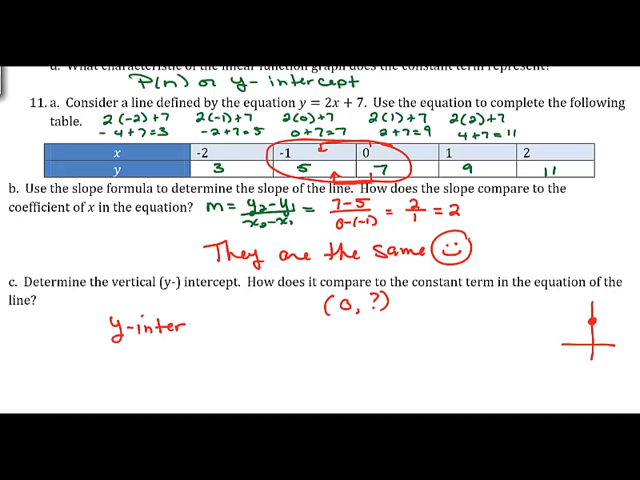 d. What characteristic of the linear function graph does the constant term represent?
P(n) or y-intercept
11. a. Consider a line defined by the equation y = 2x + 7. Use the equation to complete the following
table.
2(-2)+7 2(-1)+7 2(0)+7 2(1)+7 2(2)+7
-4+7=3 -2+7=5 0+7=7 2+7=9 4+7=11
x -2 -1 0 1 2
y 3 5 7 9 11
b. Use the slope formula to determine the slope of the line. How does the slope compare to the
coefficient of x in the equation? m = y₂-y₁/x₂-x₁ = 7-5/0-(-1) = 2/1 = 2
They are the same
c. Determine the vertical (y-) intercept. How does it compare to the constant term in the equation of the
line?
(0, ?)
y-inter